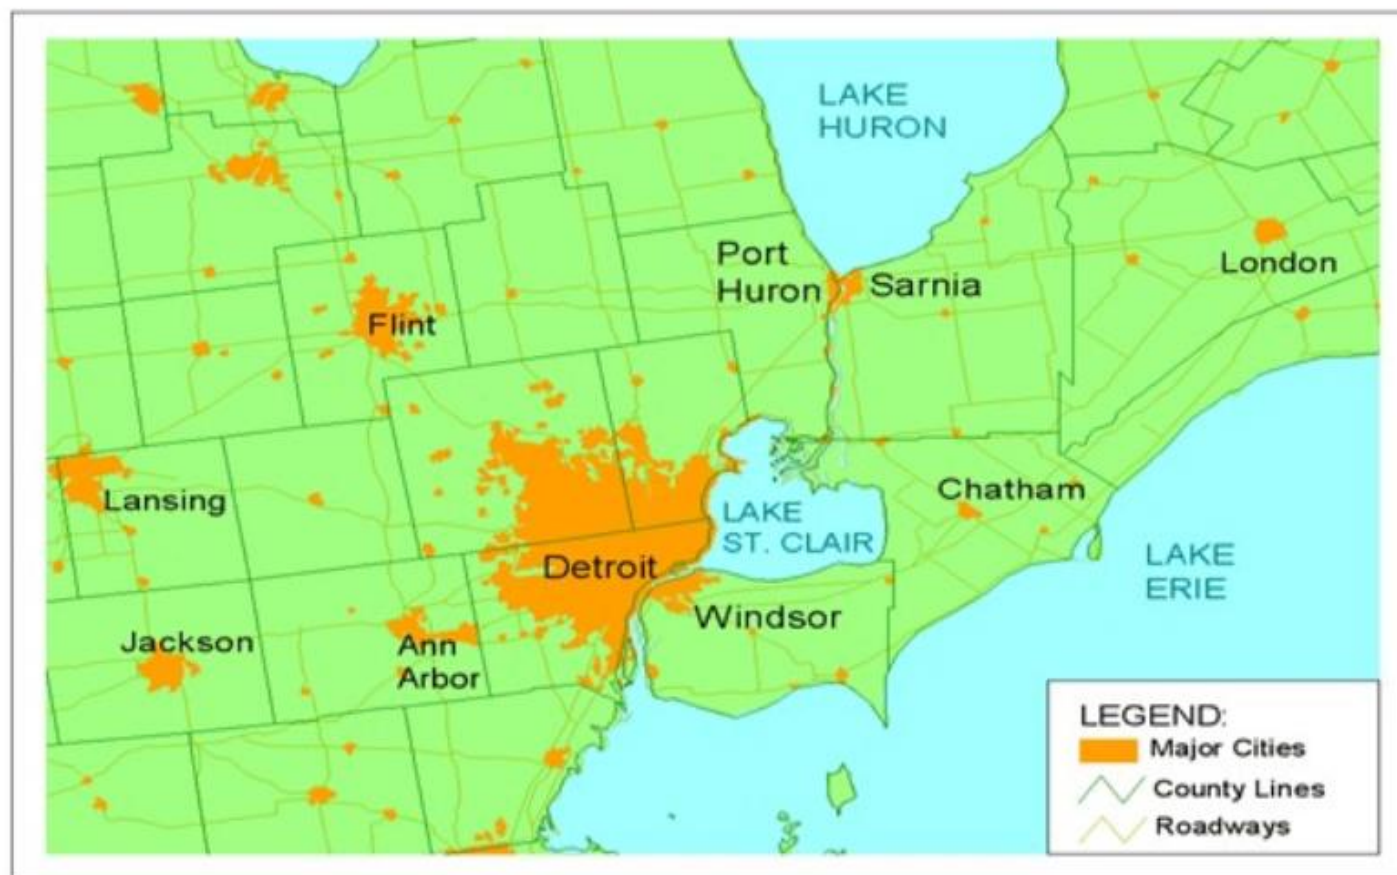 LAKE
HURON
Port
Huron
Sarnia
London
Flint
Lansing
Chatham
LAKE
ST. CLAIR
Detroit
LAKE
ERIE
Windsor
Jackson
Ann
Arbor
LEGEND:
Major Cities
County Lines
Roadways